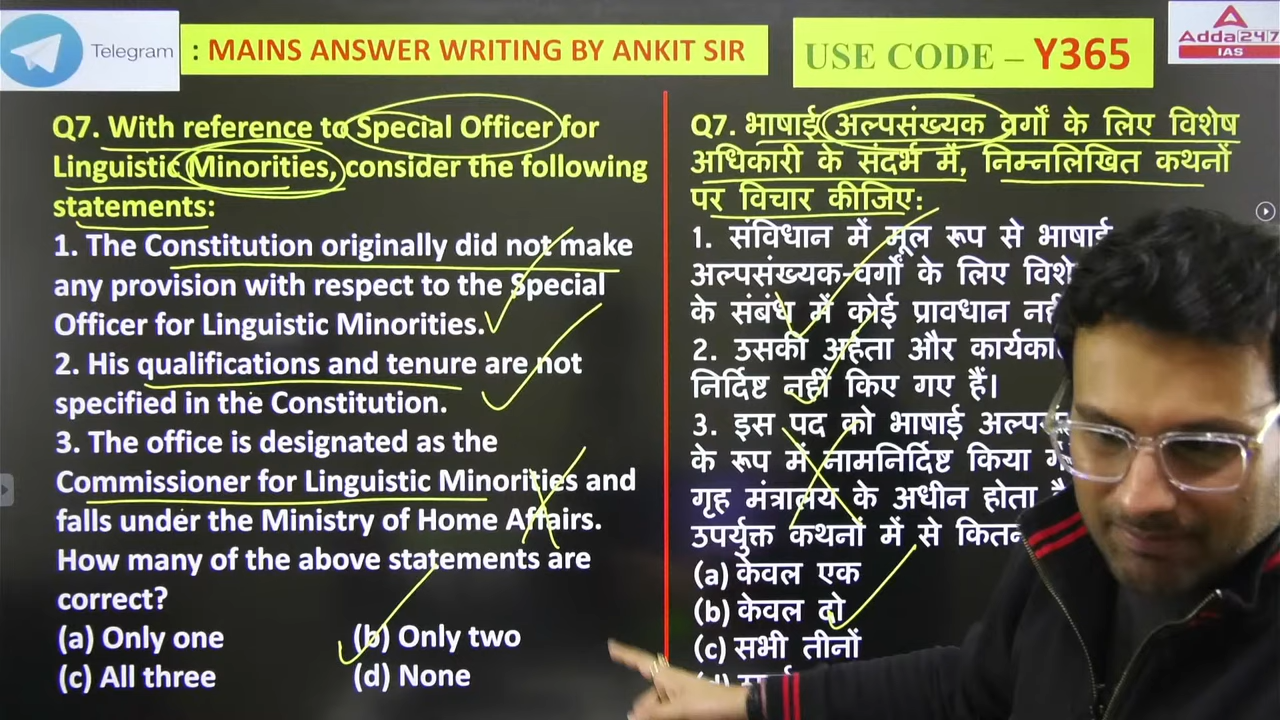 Telegram
: MAINS ANSWER WRITING BY ANKIT SIR
USE CODE – Y365
Adda247
IAS
Q7. With reference to Special Officer for
Linguistic Minorities, consider the following
statements:
1. The Constitution originally did not make
any provision with respect to the Special
Officer for Linguistic Minorities.
2. His qualifications and tenure are not
specified in the Constitution.
3. The office is designated as the
Commissioner for Linguistic Minorities and
falls under the Ministry of Home Affairs.
How many of the above statements are
correct?
(a) Only one (b) Only two
(c) All three (d) None
Q7. भाषाई अल्पसंख्यक वर्गों के लिए विशेष
अधिकारी के संदर्भ में, निम्नलिखित कथनों
पर विचार कीजिए:
1. संविधान में मूल रूप से भाषाई
अल्पसंख्यक-वर्गों के लिए
के संबंध में कोई प्रावधान
2. उसकी अर्हता और
निर्दिष्ट नहीं किए गए हैं।
3. इस पद को भाषाई
के रूप में नामनिर्दिष्ट किया
गृह मंत्रालय के अधीन होता
उपर्युक्त कथनों में से
(a) केवल एक
(b) केवल दो
(c) सभी तीनों